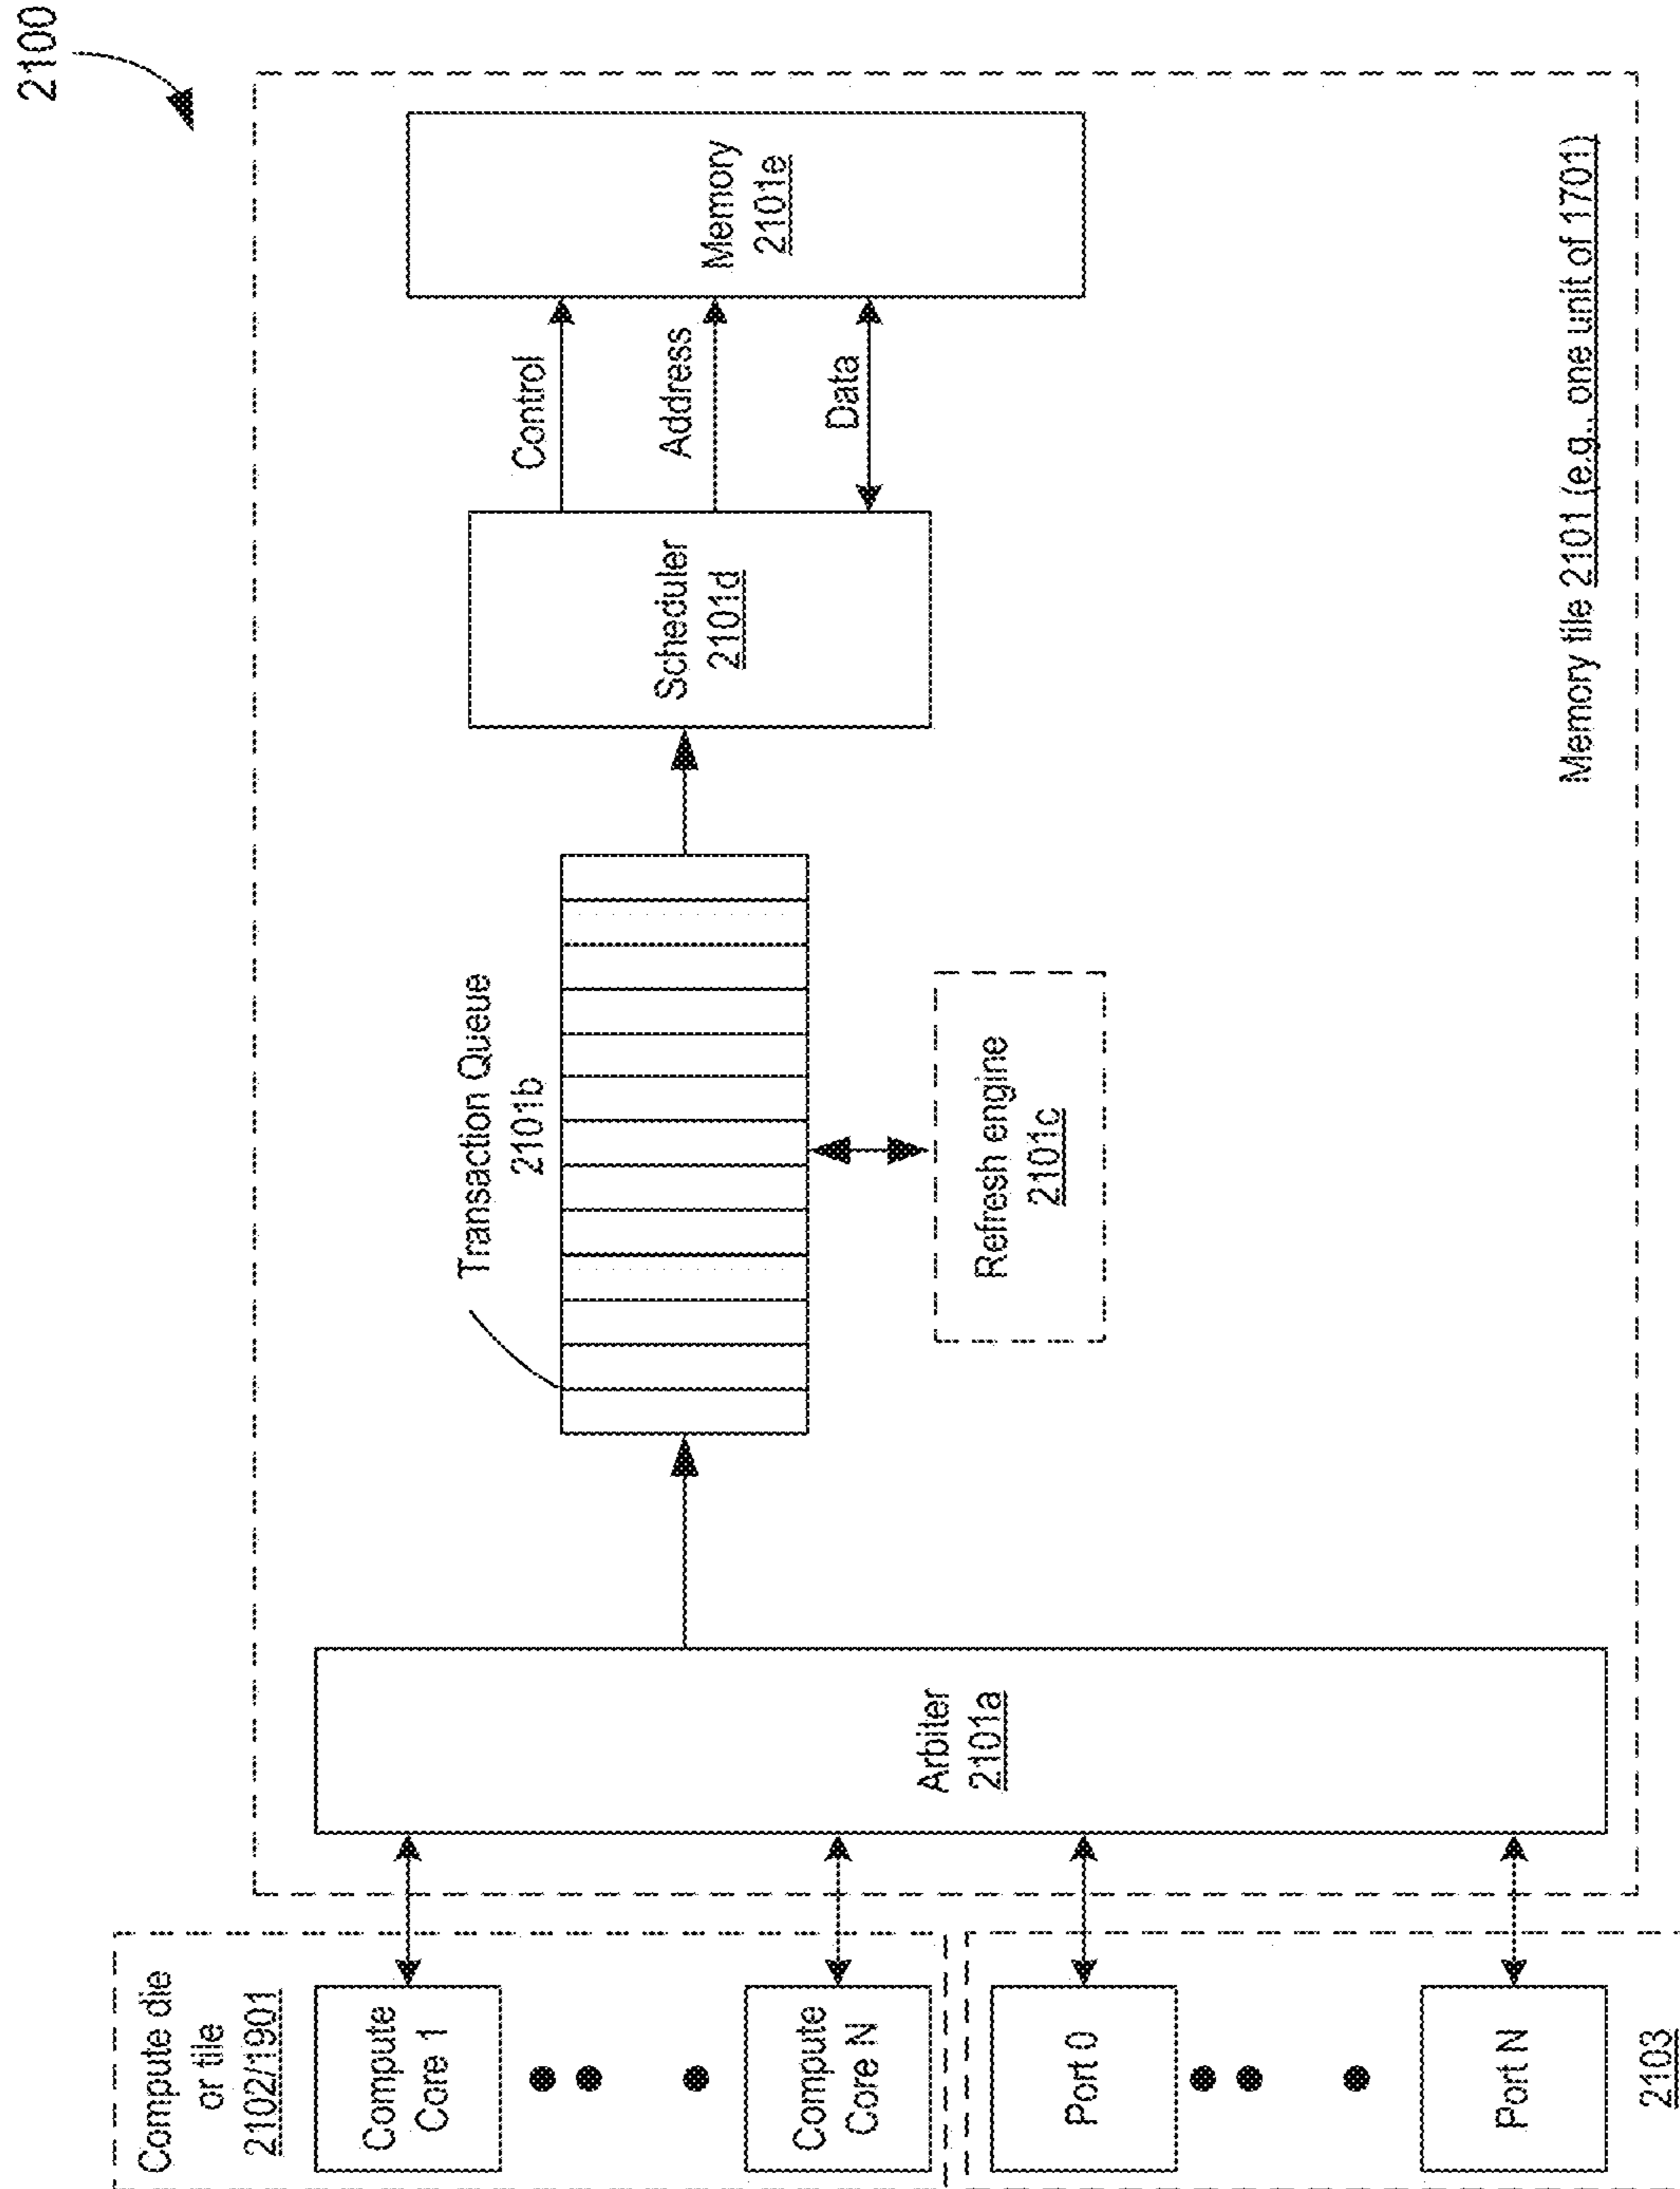 2100
Compute die
or tile
2102/1901
Compute
Core 1
Compute
Core N
Port 0
Port N
2103
Arbiter
2101a
Transaction Queue
2101b
Refresh engine
2101c
Scheduler
2101d
Control
Address
Data
Memory
2101e
Memory tile 2101 (e.g., one unit of 1701)